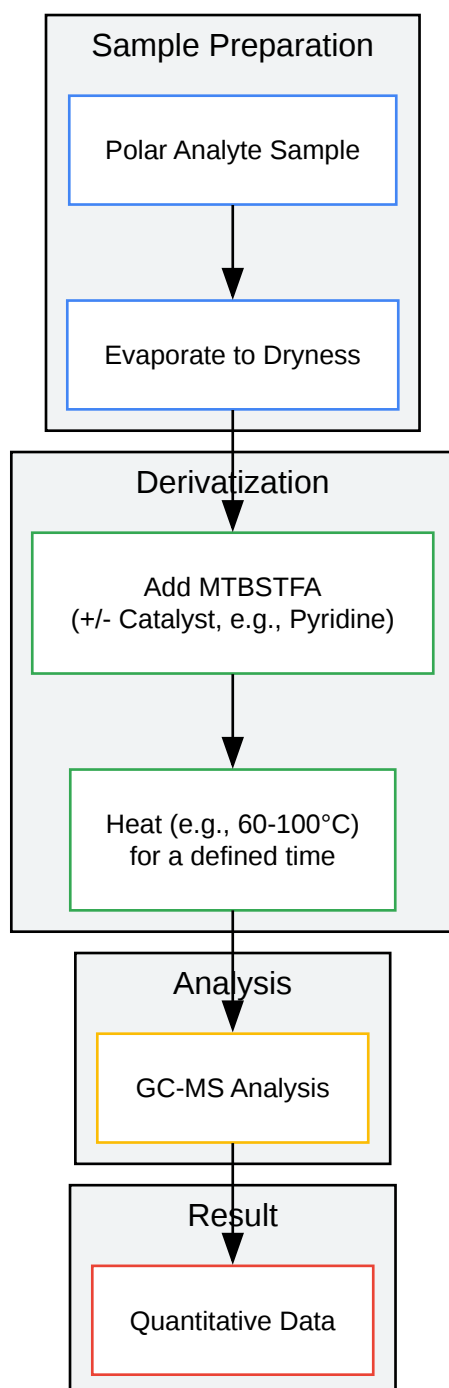 Sample Preparation
Polar Analyte Sample
Evaporate to Dryness
Derivatization
Add MTBSTFA
(+/- Catalyst, e.g., Pyridine)
Heat (e.g., 60-100°C)
for a defined time
Analysis
GC-MS Analysis
Result
Quantitative Data